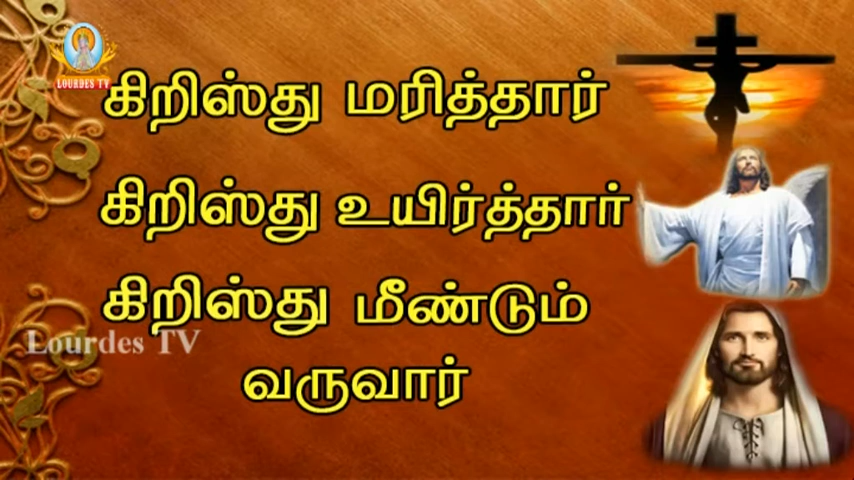 LOURDES TV
கிறிஸ்து மரித்தார்
கிறிஸ்து உயிர்த்தார்
கிறிஸ்து மீண்டும்
Lourdes TV
வருவார்